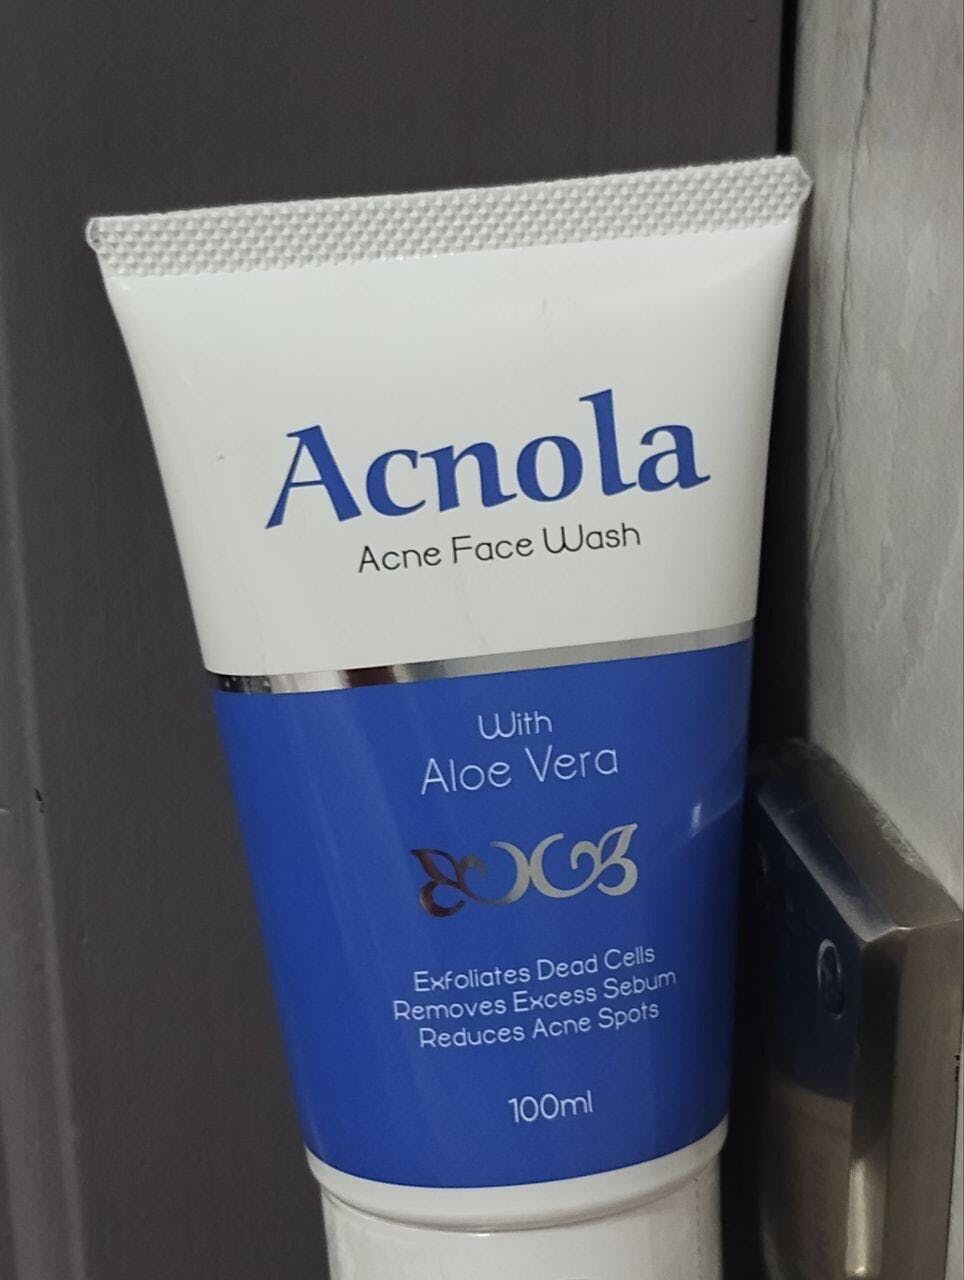 Acnola
Acne Face Wash
With
Aloe Vera
Exfoliates Dead Cells
Removes Excess Sebum
Reduces Acne Spots
100ml